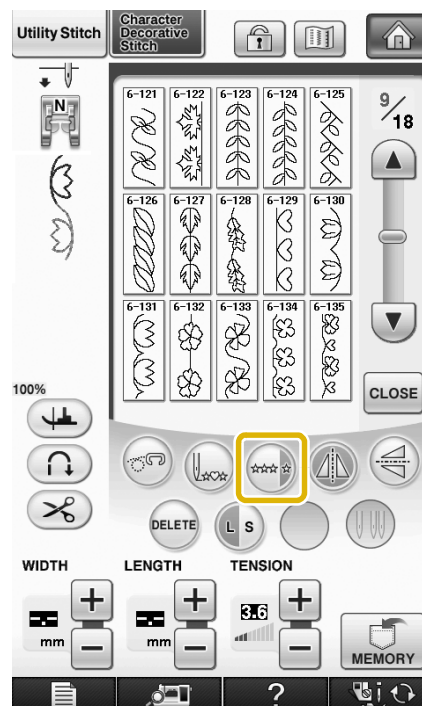 Utility Stitch
Character
Decorative
Stitch
N
6-121 6-122 6-123 6-124 6-125
9/18
6-126 6-127 6-128 6-129 6-130
6-131 6-132 6-133 6-134 6-135
100%
CLOSE
DELETE
L S
WIDTH LENGTH TENSION
3.6
mm mm
MEMORY
?